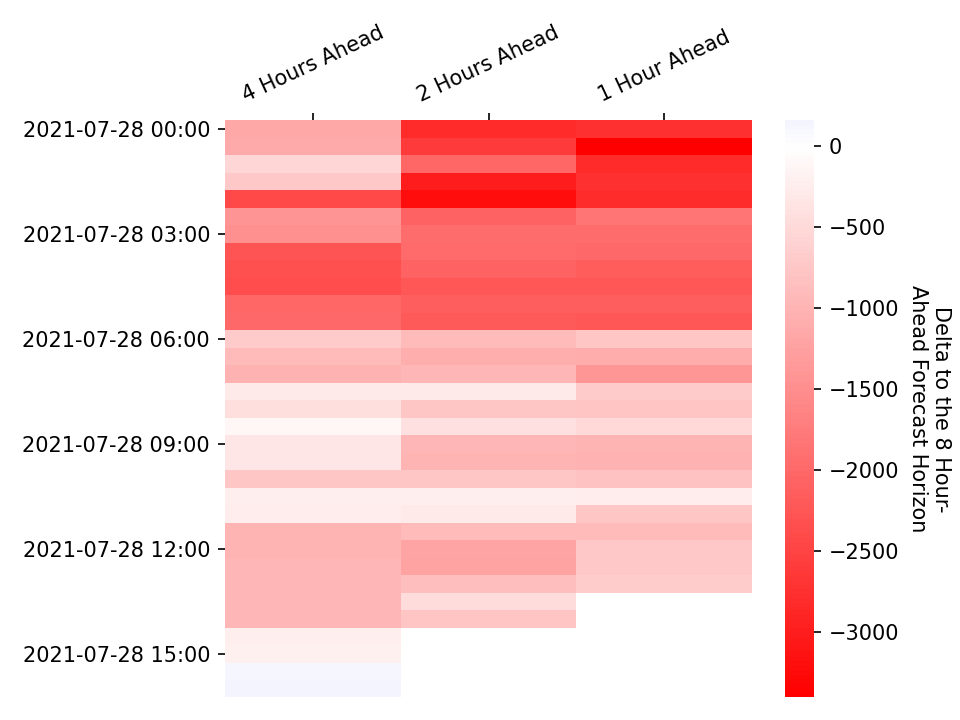 4 Hours Ahead
2 Hours Ahead
1 Hour Ahead
2021-07-28 00:00
2021-07-28 03:00
2021-07-28 06:00
2021-07-28 09:00
2021-07-28 12:00
2021-07-28 15:00
0
−500
−1000
−1500
−2000
−2500
−3000
Delta to the 8 Hour-
Ahead Forecast Horizon